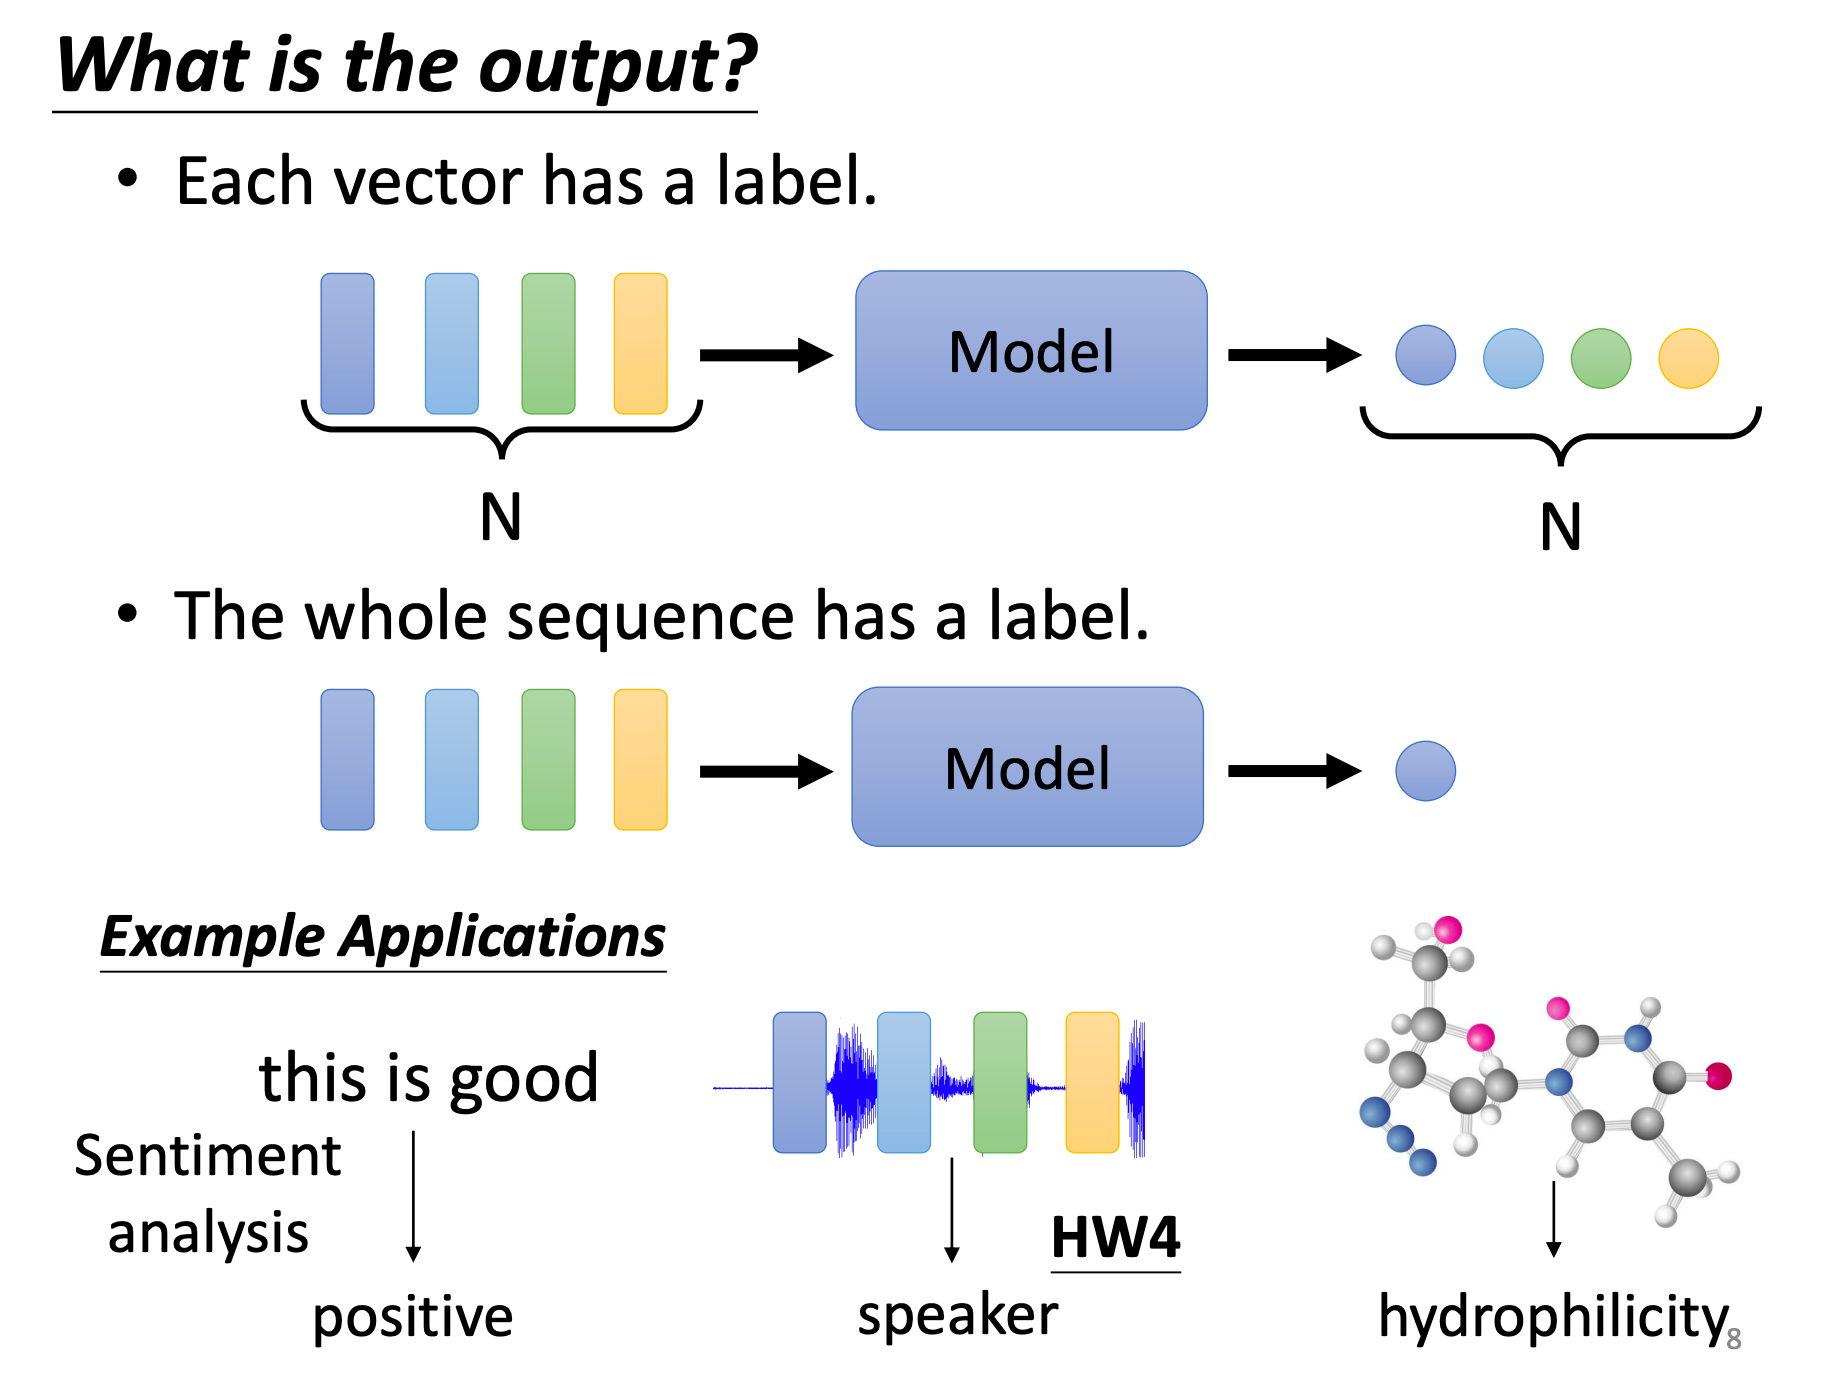 What is the output?
• Each vector has a label.
Model
N
N
• The whole sequence has a label.
Model
Example Applications
this is good
Sentiment
analysis
positive
HW4
speaker
hydrophilicity
8